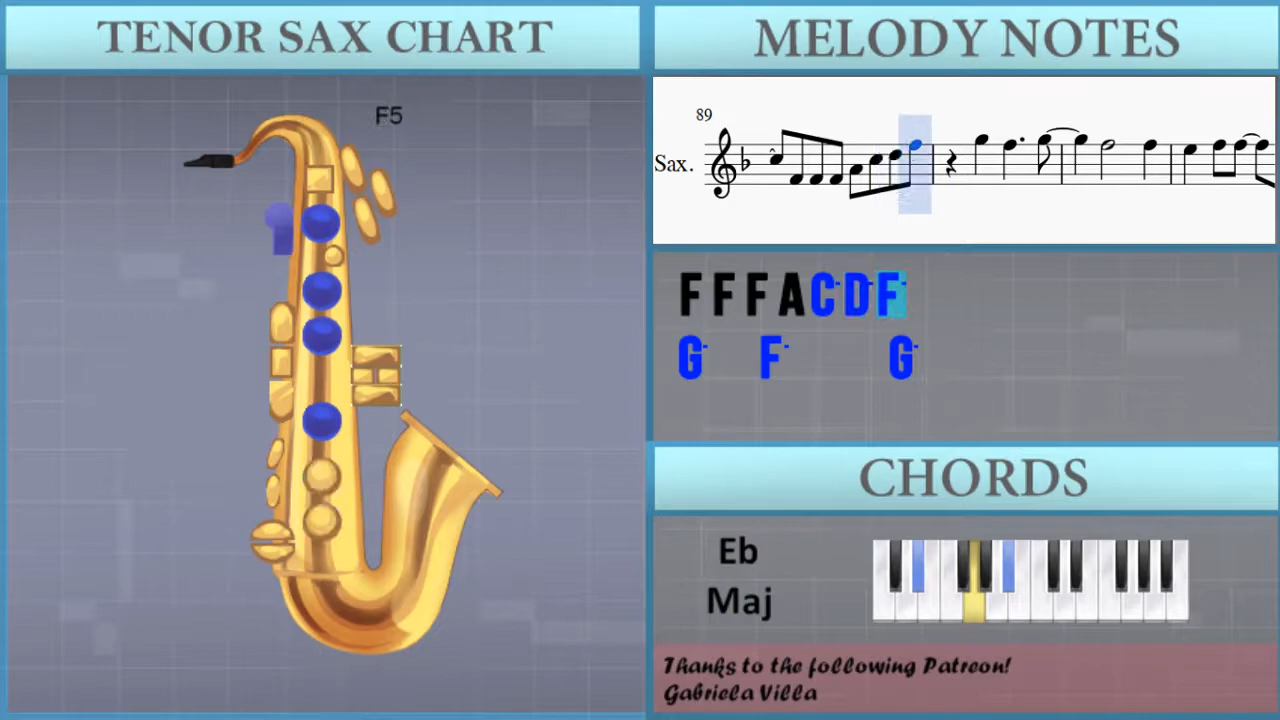 TENOR SAX CHART
F5
MELODY NOTES
89
Sax.
F F F A C- D- F-
G- F- G-
CHORDS
Eb
Maj
Thanks to the following Patreon!
Gabriela Villa